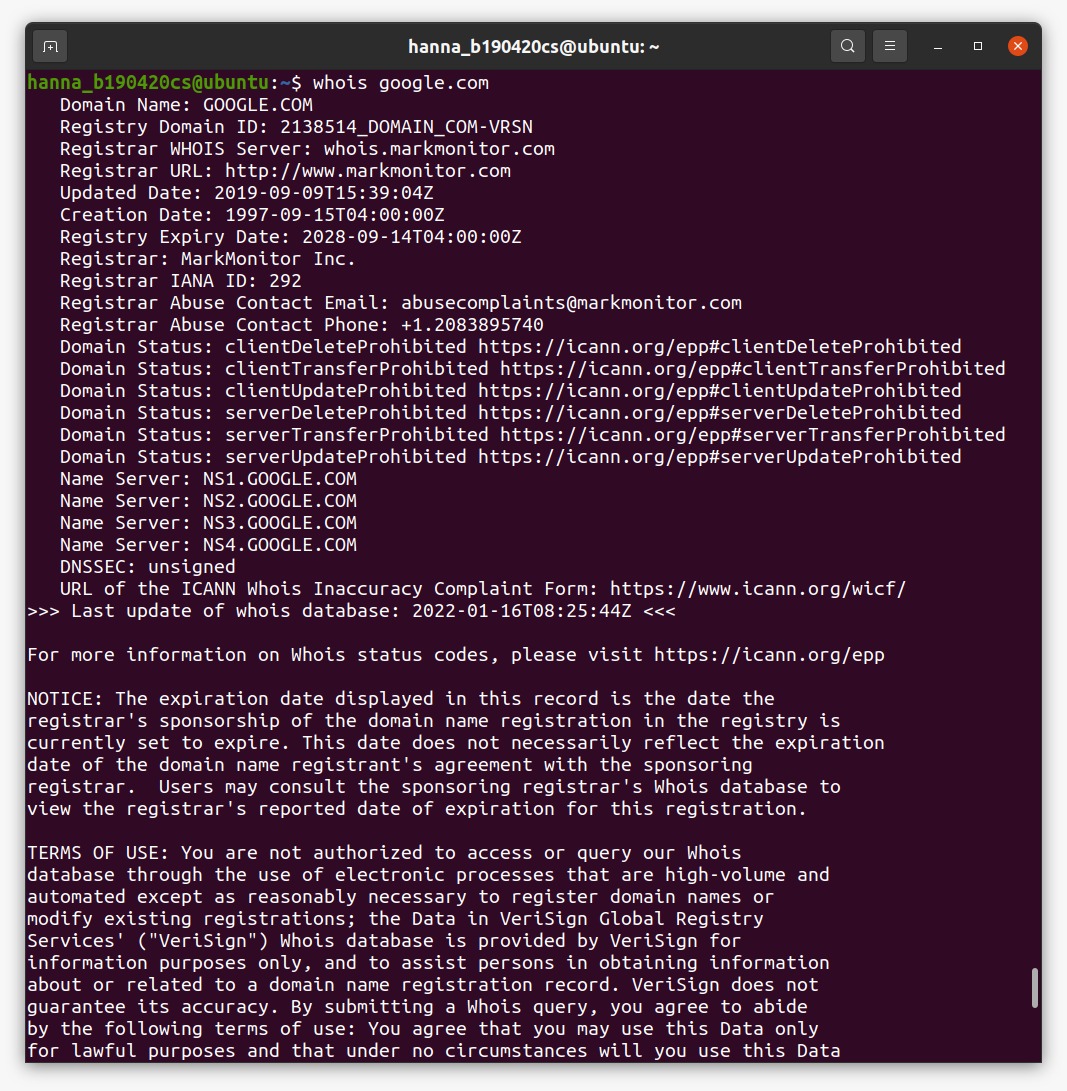 hanna_b190420cs@ubuntu: ~
hanna_b190420cs@ubuntu:~$ whois google.com
   Domain Name: GOOGLE.COM
   Registry Domain ID: 2138514_DOMAIN_COM-VRSN
   Registrar WHOIS Server: whois.markmonitor.com
   Registrar URL: http://www.markmonitor.com
   Updated Date: 2019-09-09T15:39:04Z
   Creation Date: 1997-09-15T04:00:00Z
   Registry Expiry Date: 2028-09-14T04:00:00Z
   Registrar: MarkMonitor Inc.
   Registrar IANA ID: 292
   Registrar Abuse Contact Email: abusecomplaints@markmonitor.com
   Registrar Abuse Contact Phone: +1.2083895740
   Domain Status: clientDeleteProhibited https://icann.org/epp#clientDeleteProhibited
   Domain Status: clientTransferProhibited https://icann.org/epp#clientTransferProhibited
   Domain Status: clientUpdateProhibited https://icann.org/epp#clientUpdateProhibited
   Domain Status: serverDeleteProhibited https://icann.org/epp#serverDeleteProhibited
   Domain Status: serverTransferProhibited https://icann.org/epp#serverTransferProhibited
   Domain Status: serverUpdateProhibited https://icann.org/epp#serverUpdateProhibited
   Name Server: NS1.GOOGLE.COM
   Name Server: NS2.GOOGLE.COM
   Name Server: NS3.GOOGLE.COM
   Name Server: NS4.GOOGLE.COM
   DNSSEC: unsigned
   URL of the ICANN Whois Inaccuracy Complaint Form: https://www.icann.org/wicf/
>>> Last update of whois database: 2022-01-16T08:25:44Z <<<

For more information on Whois status codes, please visit https://icann.org/epp

NOTICE: The expiration date displayed in this record is the date the
registrar's sponsorship of the domain name registration in the registry is
currently set to expire. This date does not necessarily reflect the expiration
date of the domain name registrant's agreement with the sponsoring
registrar.  Users may consult the sponsoring registrar's Whois database to
view the registrar's reported date of expiration for this registration.

TERMS OF USE: You are not authorized to access or query our Whois
database through the use of electronic processes that are high-volume and
automated except as reasonably necessary to register domain names or
modify existing registrations; the Data in VeriSign Global Registry
Services' ("VeriSign") Whois database is provided by VeriSign for
information purposes only, and to assist persons in obtaining information
about or related to a domain name registration record. VeriSign does not
guarantee its accuracy. By submitting a Whois query, you agree to abide
by the following terms of use: You agree that you may use this Data only
for lawful purposes and that under no circumstances will you use this Data